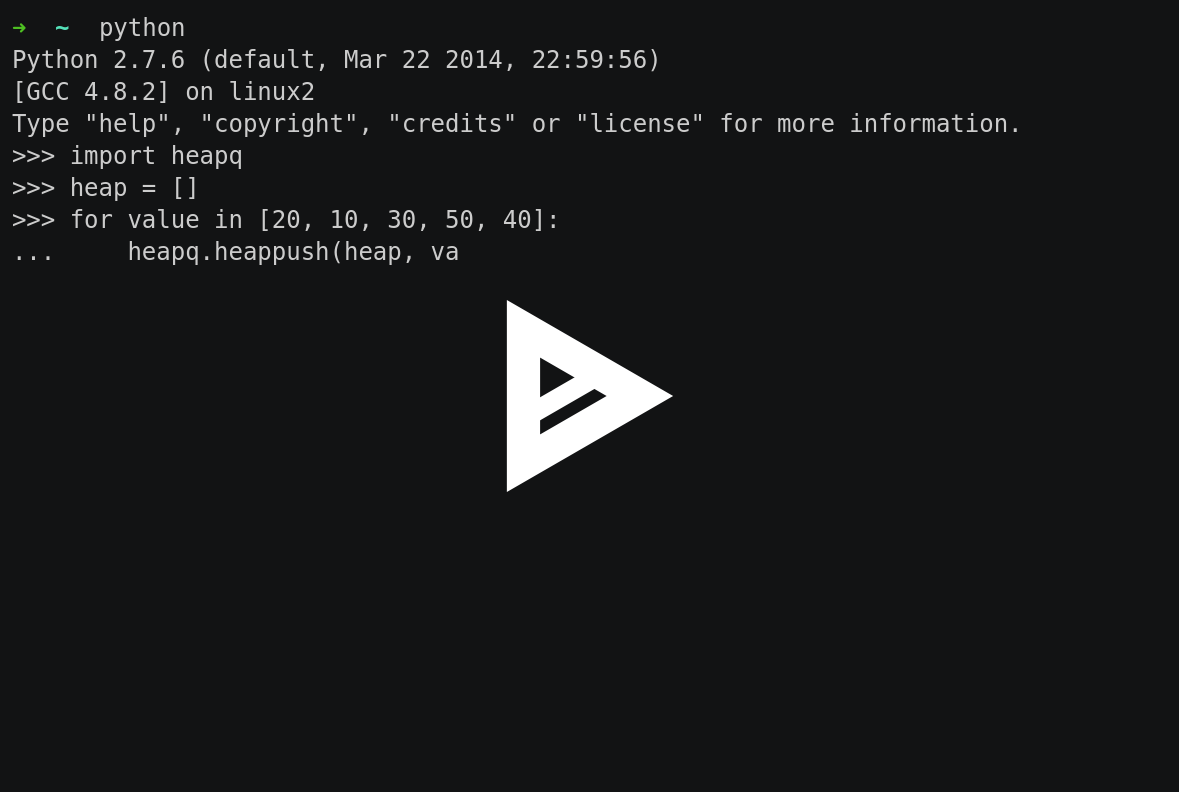 ➜  ~  python
Python 2.7.6 (default, Mar 22 2014, 22:59:56)
[GCC 4.8.2] on linux2
Type "help", "copyright", "credits" or "license" for more information.
>>> import heapq
>>> heap = []
>>> for value in [20, 10, 30, 50, 40]:
...     heapq.heappush(heap, va